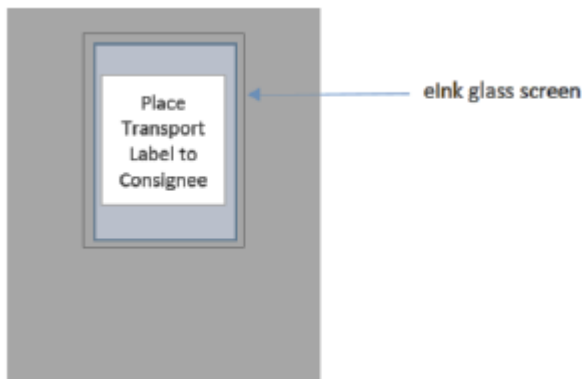 Place
Transport
Label to
Consignee
eInk glass screen